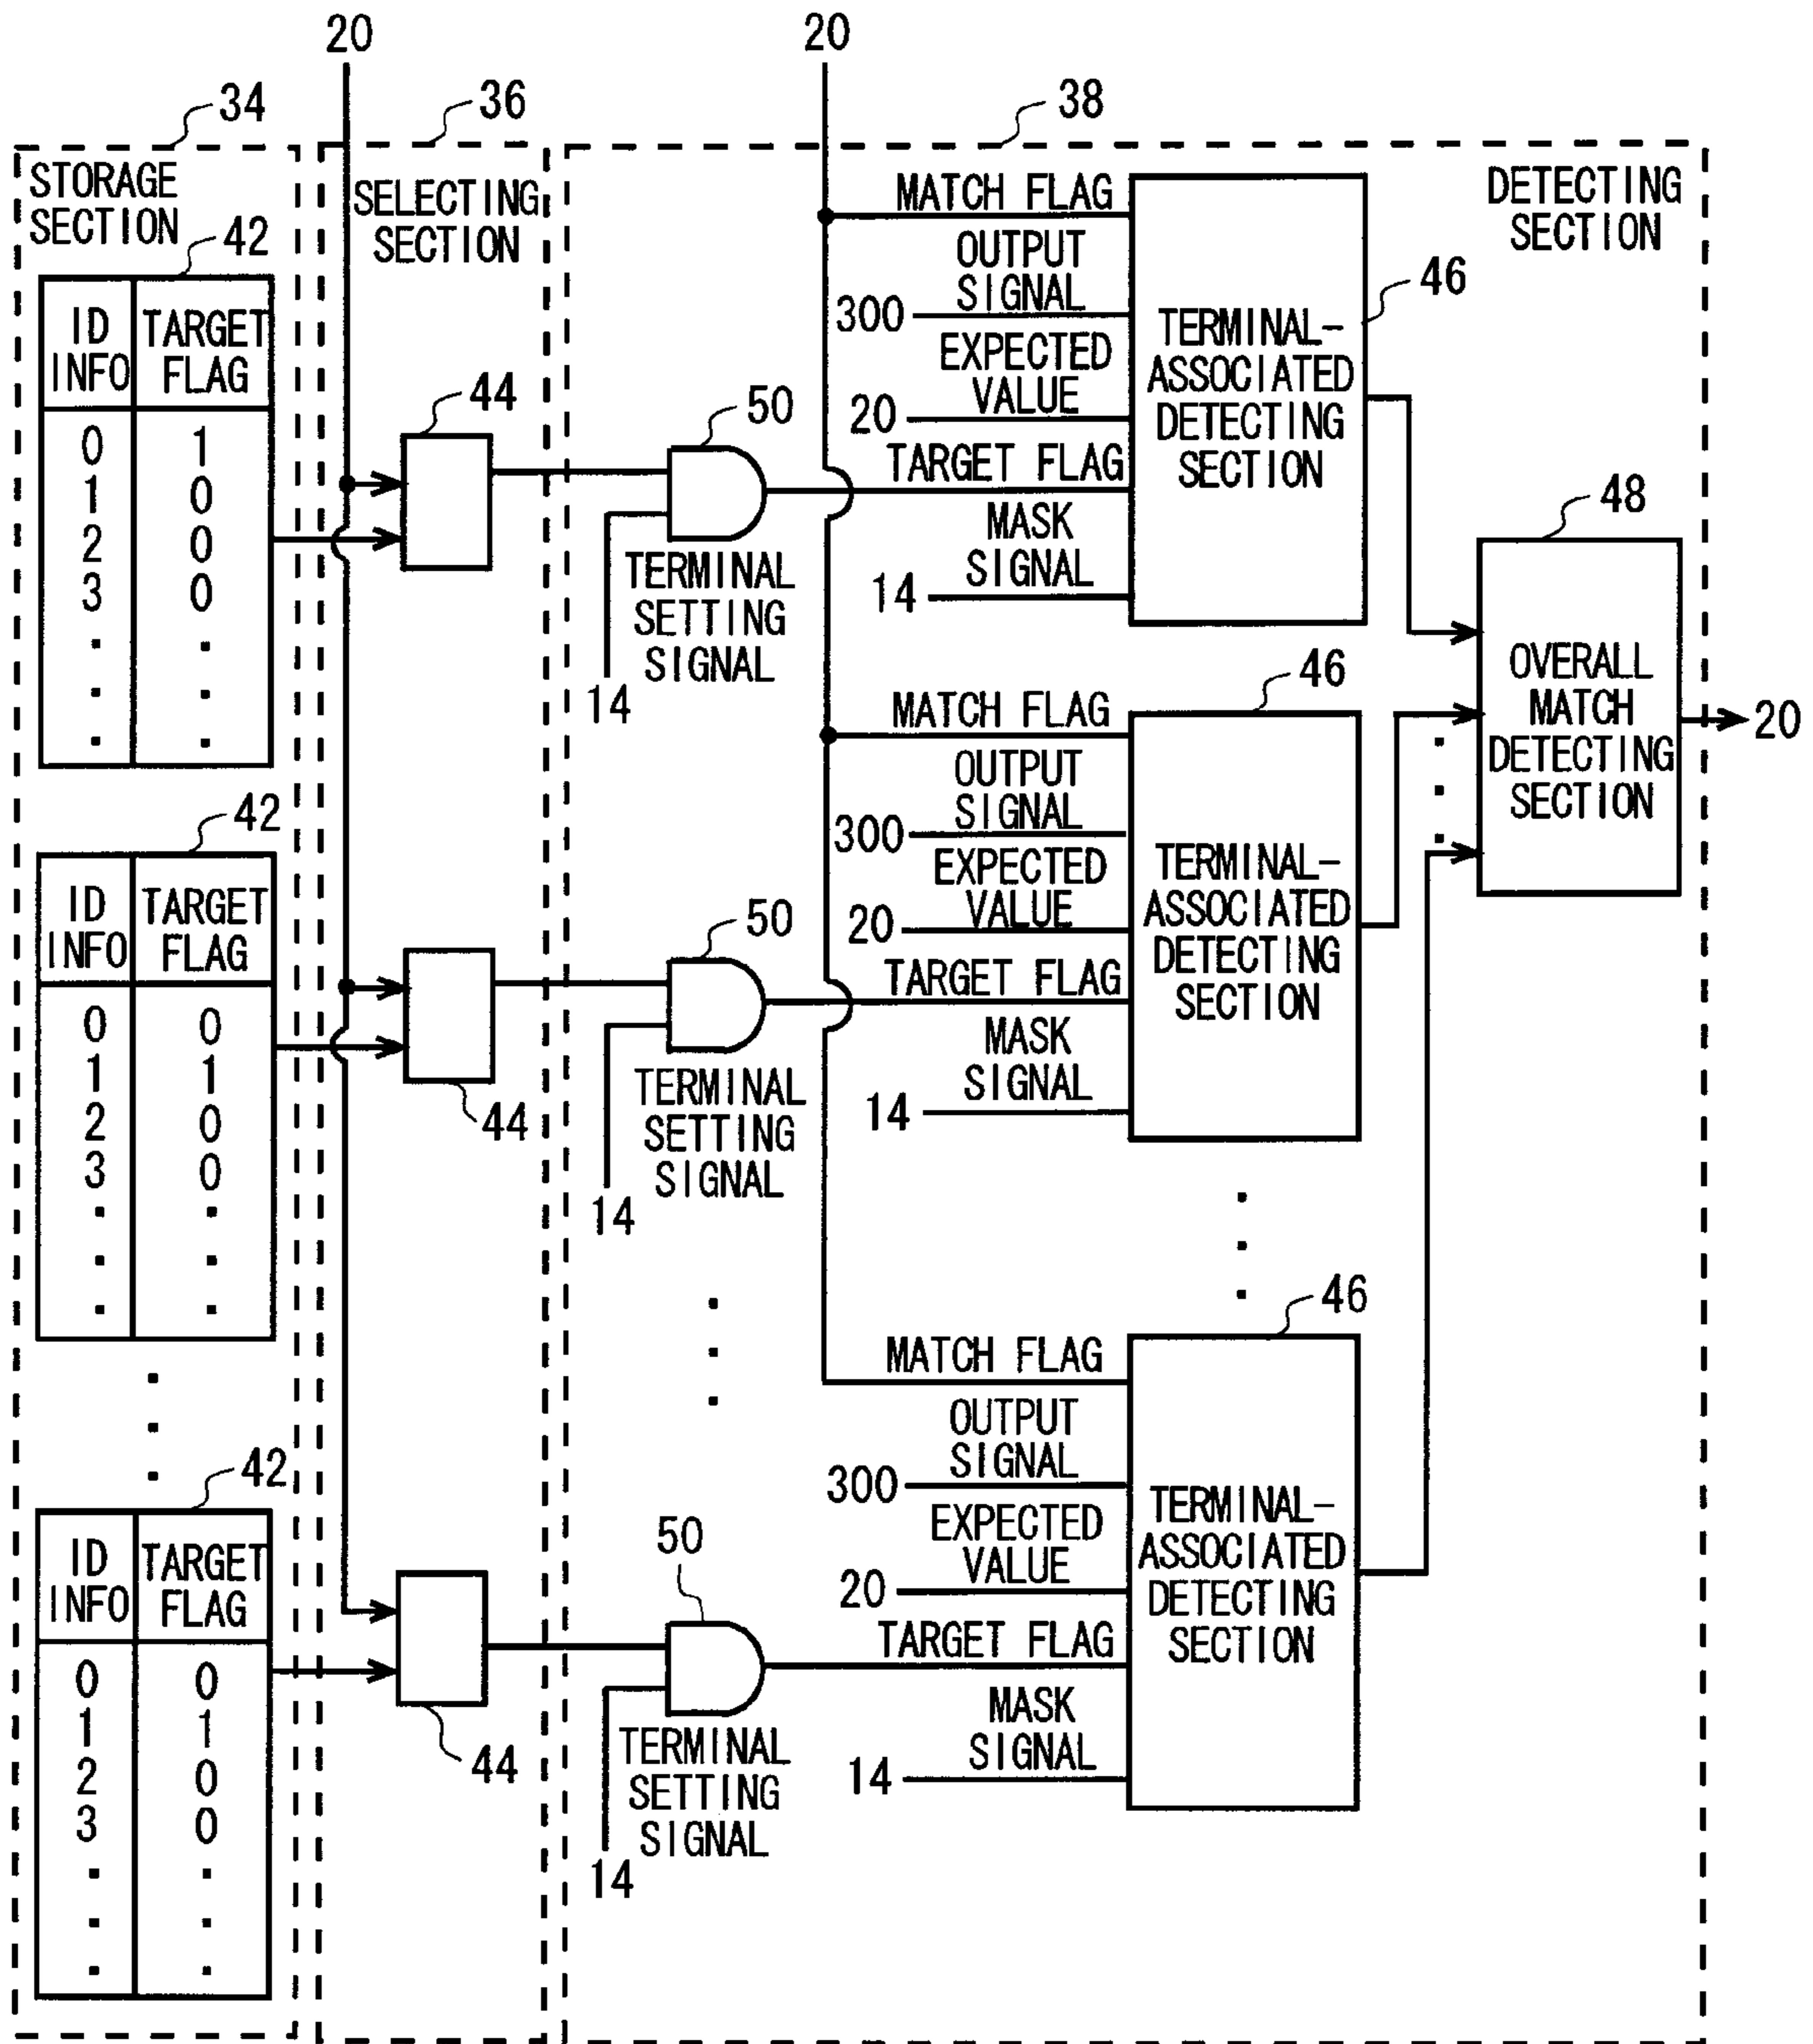 20
20
34
36
38
STORAGE
SECTION
SELECTING
SECTION
DETECTING
SECTION
42
ID
INFO
TARGET
FLAG
0 1
1 0
2 0
3 0
44
50
TERMINAL
SETTING
SIGNAL
14
MATCH FLAG
OUTPUT
SIGNAL
300
EXPECTED
VALUE
20
TARGET FLAG
MASK
SIGNAL
14
46
TERMINAL-
ASSOCIATED
DETECTING
SECTION
48
OVERALL
MATCH
DETECTING
SECTION
20
42
ID
INFO
TARGET
FLAG
0 0
1 1
2 0
3 0
44
50
TERMINAL
SETTING
SIGNAL
14
MATCH FLAG
OUTPUT
SIGNAL
300
EXPECTED
VALUE
20
TARGET FLAG
MASK
SIGNAL
14
46
TERMINAL-
ASSOCIATED
DETECTING
SECTION
42
ID
INFO
TARGET
FLAG
0 0
1 1
2 0
3 0
44
50
TERMINAL
SETTING
SIGNAL
14
MATCH FLAG
OUTPUT
SIGNAL
300
EXPECTED
VALUE
20
TARGET FLAG
MASK
SIGNAL
14
46
TERMINAL-
ASSOCIATED
DETECTING
SECTION